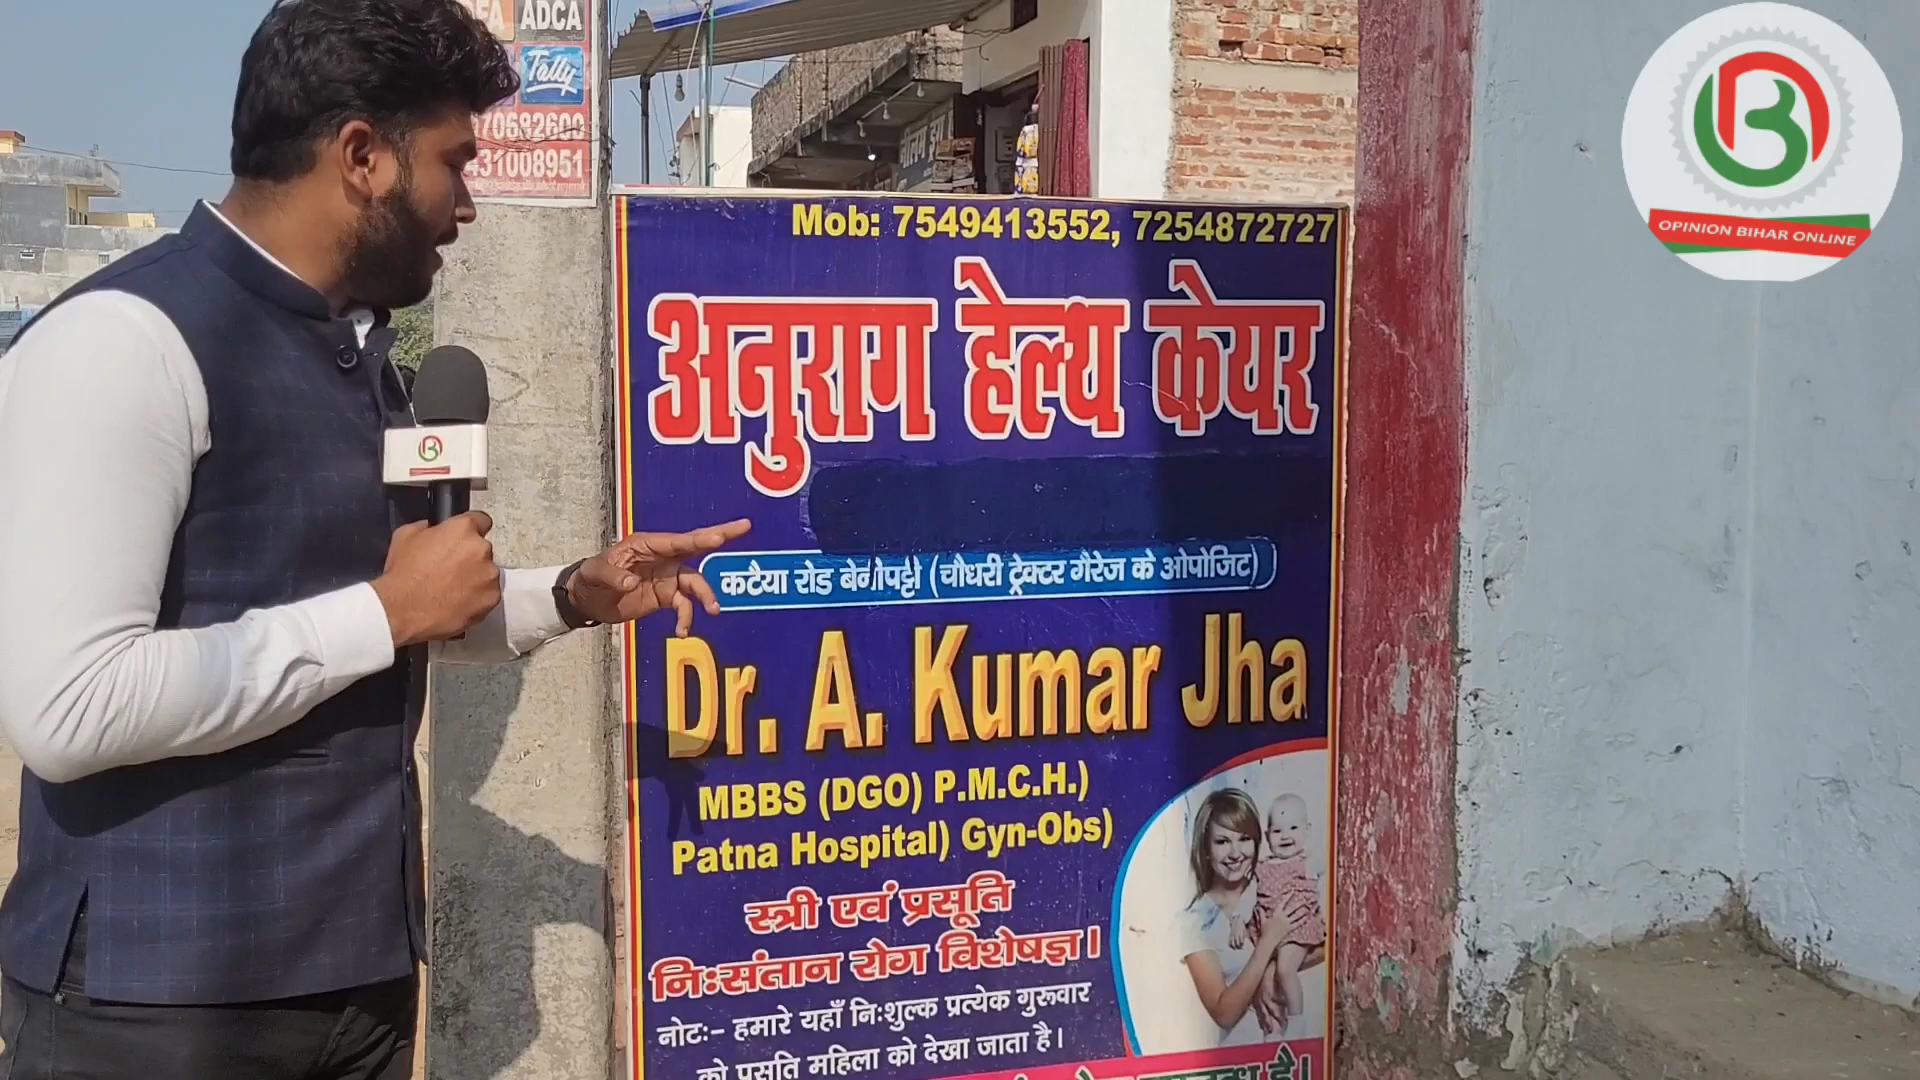 ADCA
Tally
70682600
431008951
OPINION BIHAR ONLINE
Mob: 7549413552, 7254872727
अनुराग हेल्थ केयर
कटैया रोड बेनीपट्टी (चौधरी ट्रेक्टर गैरेज के ओपोजिट)
Dr. A. Kumar Jha
MBBS (DGO) P.M.C.H.)
Patna Hospital) Gyn-Obs)
स्त्री एवं प्रसूति
निःसंतान रोग विशेषज्ञ।
नोटः- हमारे यहाँ निःशुल्क प्रत्येक गुरूवार
को प्रसूति महिला को देखा जाता है।